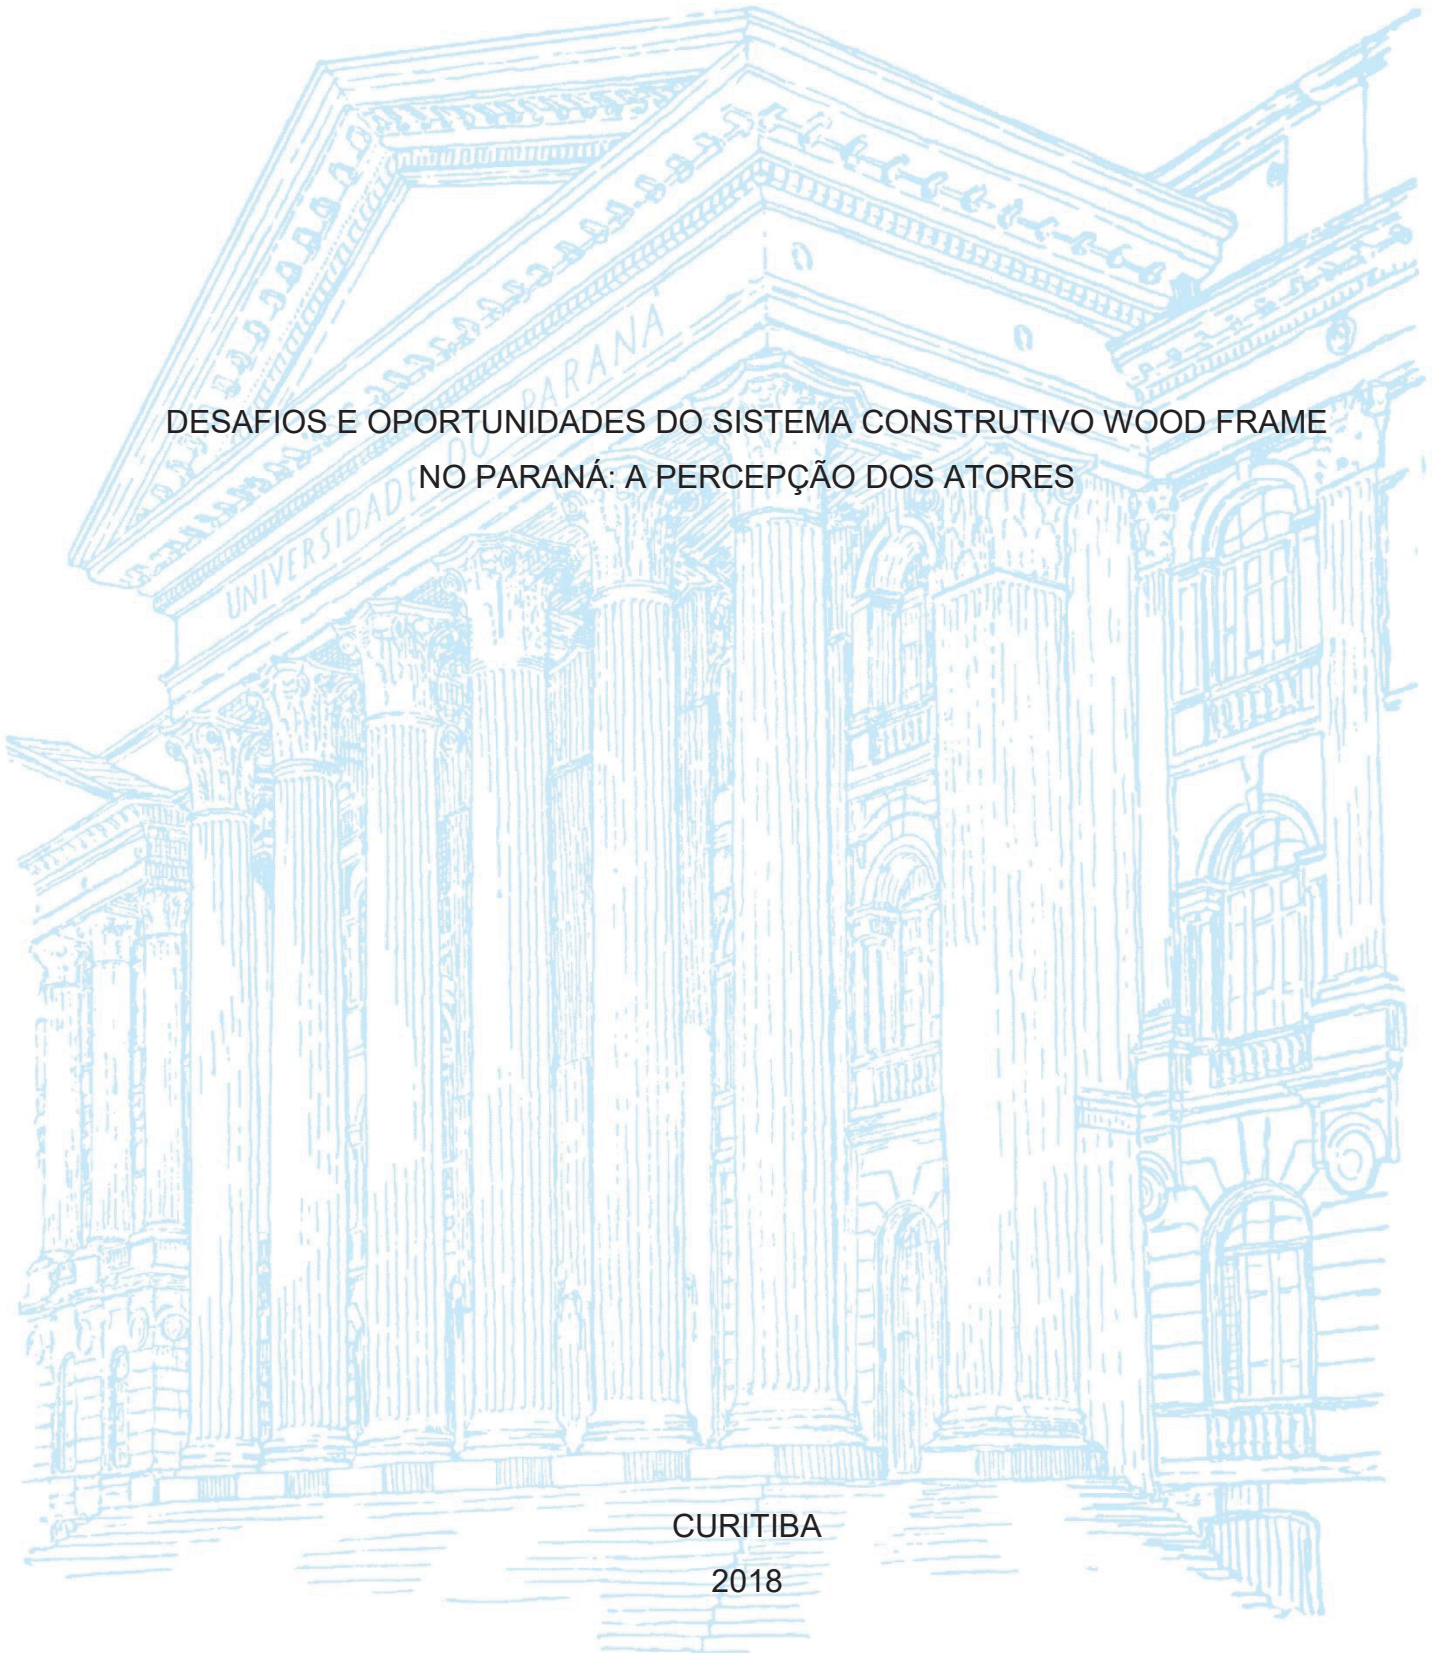 UNIVERSIDADE DO PARANÁ
DESAFIOS E OPORTUNIDADES DO SISTEMA CONSTRUTIVO WOOD FRAME
NO PARANÁ: A PERCEPÇÃO DOS ATORES
CURITIBA
2018